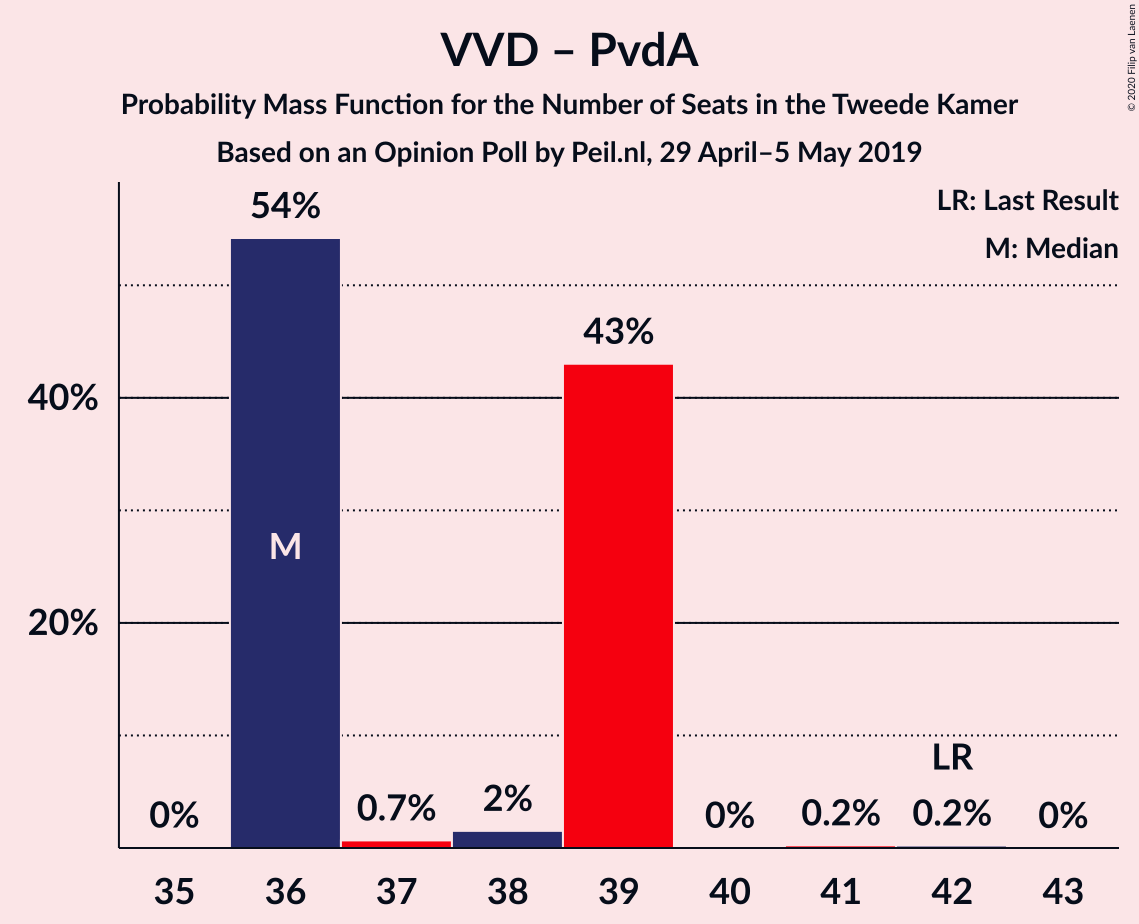 VVD – PvdA
Probability Mass Function for the Number of Seats in the Tweede Kamer
Based on an Opinion Poll by Peil.nl, 29 April–5 May 2019
© 2020 Filip van Laenen
LR: Last Result
M: Median
54%
43%
40%
M
20%
LR
0%
0.7%
2%
0%
0.2%
0.2%
0%
35 36 37 38 39 40 41 42 43